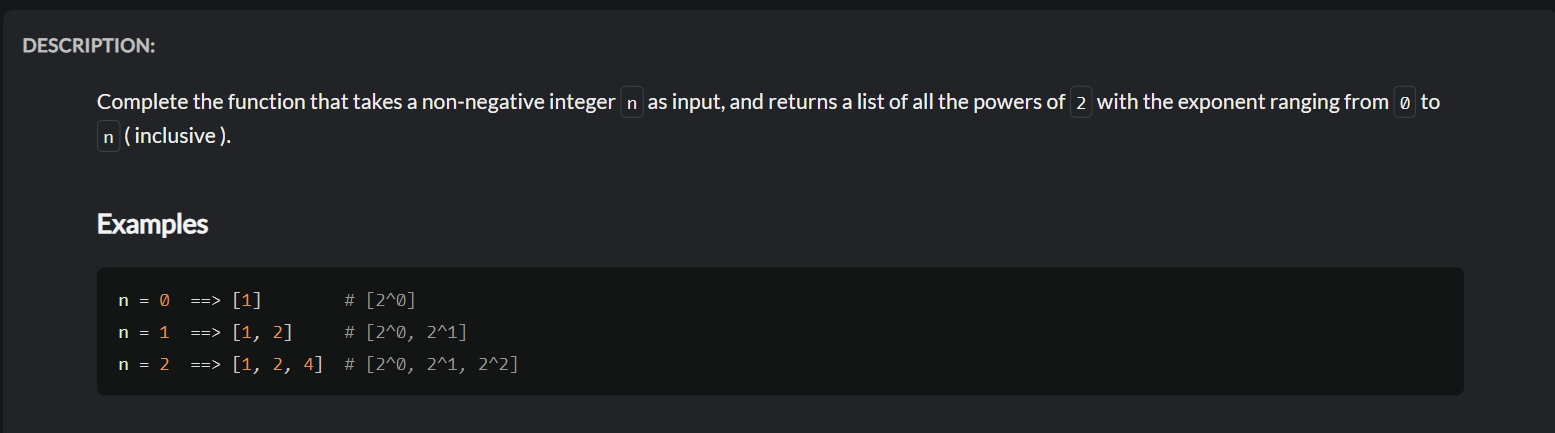 DESCRIPTION:
Complete the function that takes a non-negative integer n as input, and returns a list of all the powers of 2 with the exponent ranging from 0 to
n ( inclusive ).
Examples
n = 0  ==> [1]        # [2^0]
n = 1  ==> [1, 2]     # [2^0, 2^1]
n = 2  ==> [1, 2, 4]  # [2^0, 2^1, 2^2]